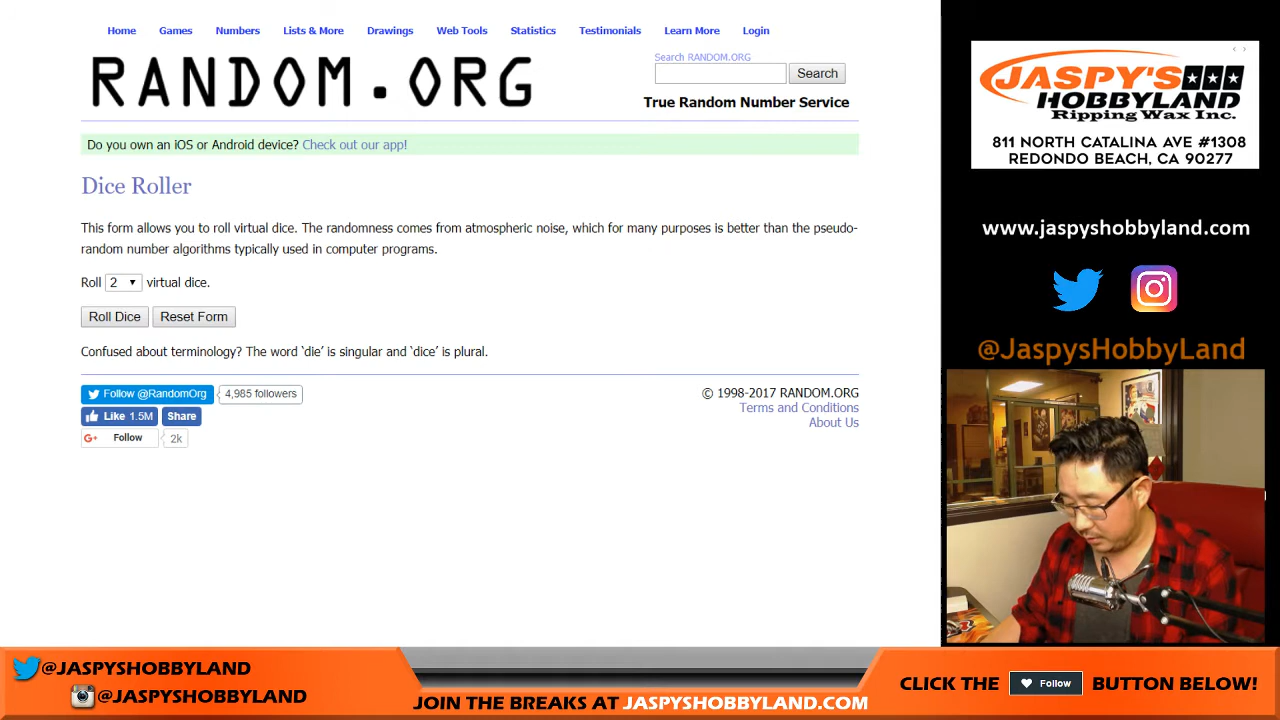 Home Games Numbers Lists & More Drawings Web Tools Statistics Testimonials Learn More Login
RANDOM.ORG
Search RANDOM.ORG
Search
True Random Number Service
Do you own an iOS or Android device? Check out our app!
Dice Roller
This form allows you to roll virtual dice. The randomness comes from atmospheric noise, which for many purposes is better than the pseudo-
random number algorithms typically used in computer programs.
Roll 2 virtual dice.
Roll Dice Reset Form
Confused about terminology? The word ‘die’ is singular and ‘dice’ is plural.
Follow @RandomOrg 4,985 followers
Like 1.5M Share
G+ Follow 2k
© 1998-2017 RANDOM.ORG
Terms and Conditions
About Us
JASPY'S
HOBBYLAND
Ripping Wax Inc.
811 NORTH CATALINA AVE #1308
REDONDO BEACH, CA 90277
www.jaspyshobbyland.com
@JaspysHobbyLand
@JASPYSHOBBYLAND
@JASPYSHOBBYLAND
JOIN THE BREAKS AT JASPYSHOBBYLAND.COM
CLICK THE Follow BUTTON BELOW!